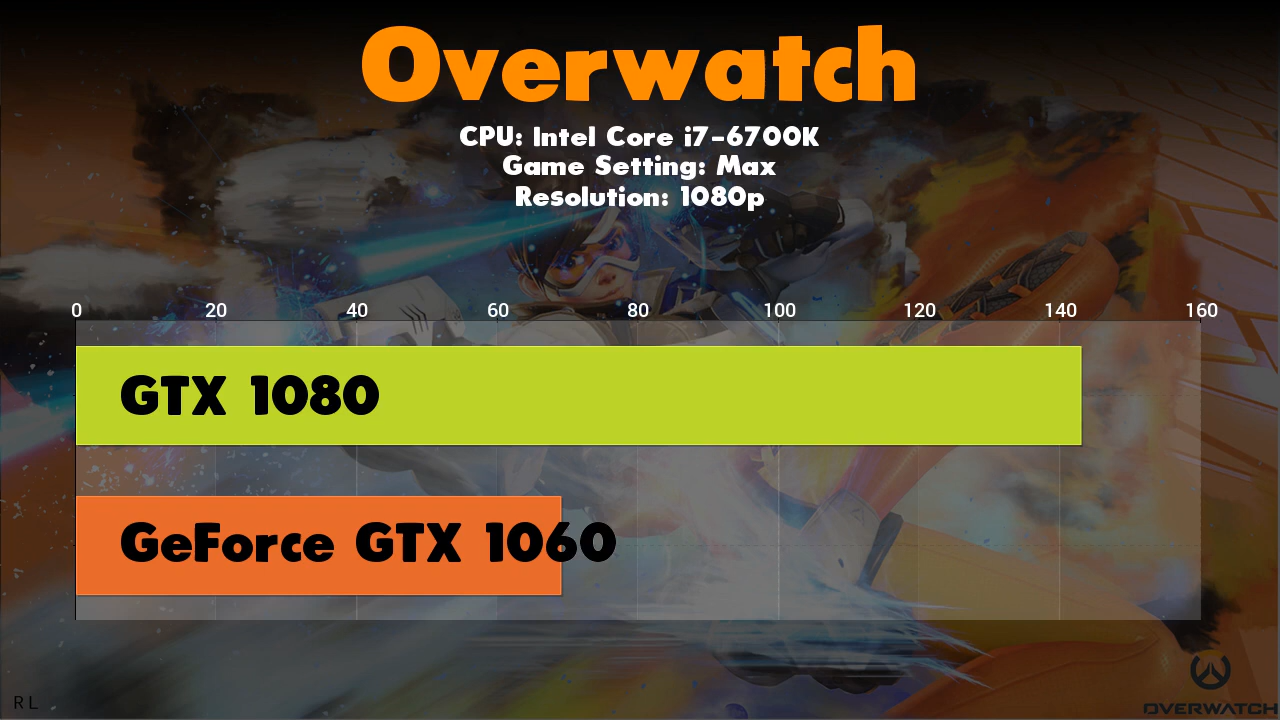 Overwatch
CPU: Intel Core i7-6700K
Game Setting: Max
Resolution: 1080p
0 20 40 60 80 100 120 140 160
GTX 1080
GeForce GTX 1060
R L
OVERWATCH